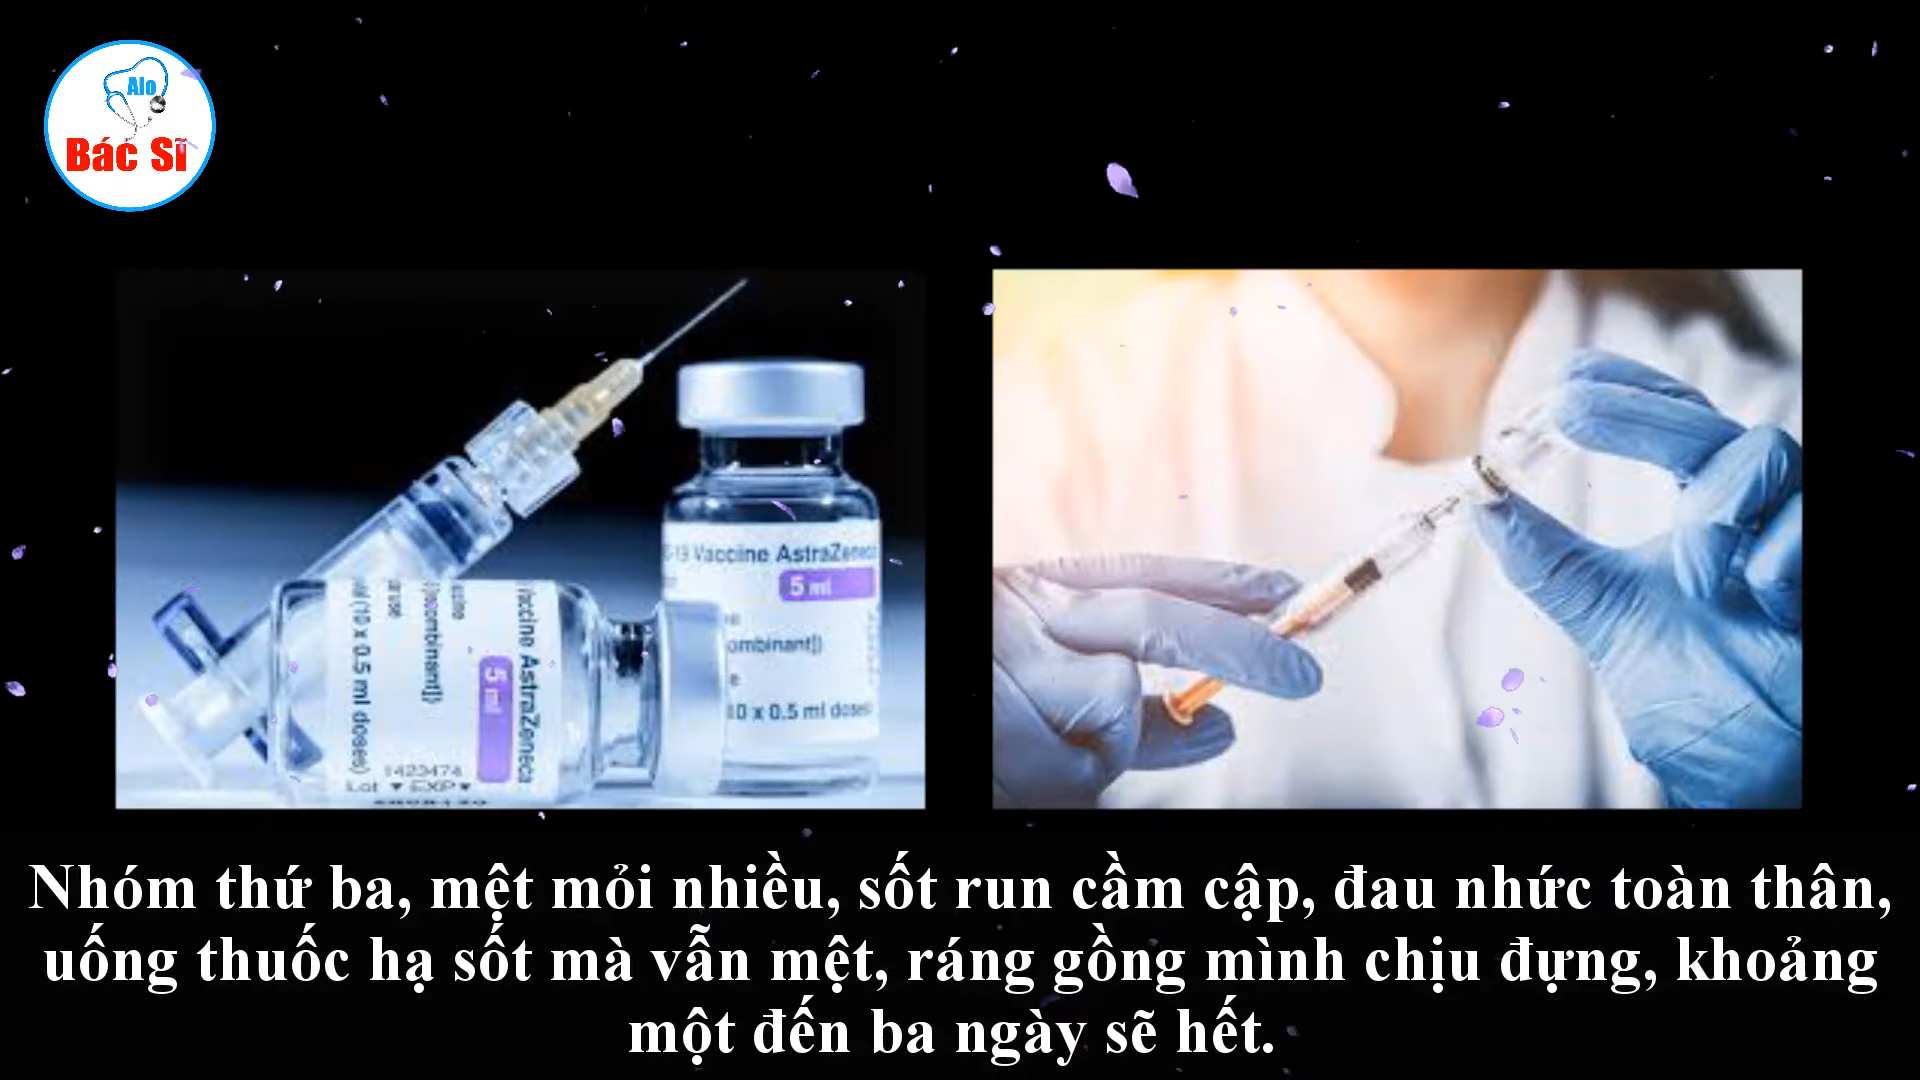 Alo
Bác Sĩ
Vaccine AstraZeneca
5 ml
ombinant])
10 x 0.5 ml doses
Vaccine AstraZeneca
5 ml
(10 x 0.5 ml doses)
1423474
Lot ▼ EXP ▼
Nhóm thứ ba, mệt mỏi nhiều, sốt run cầm cập, đau nhức toàn thân,
uống thuốc hạ sốt mà vẫn mệt, ráng gồng mình chịu đựng, khoảng
một đến ba ngày sẽ hết.